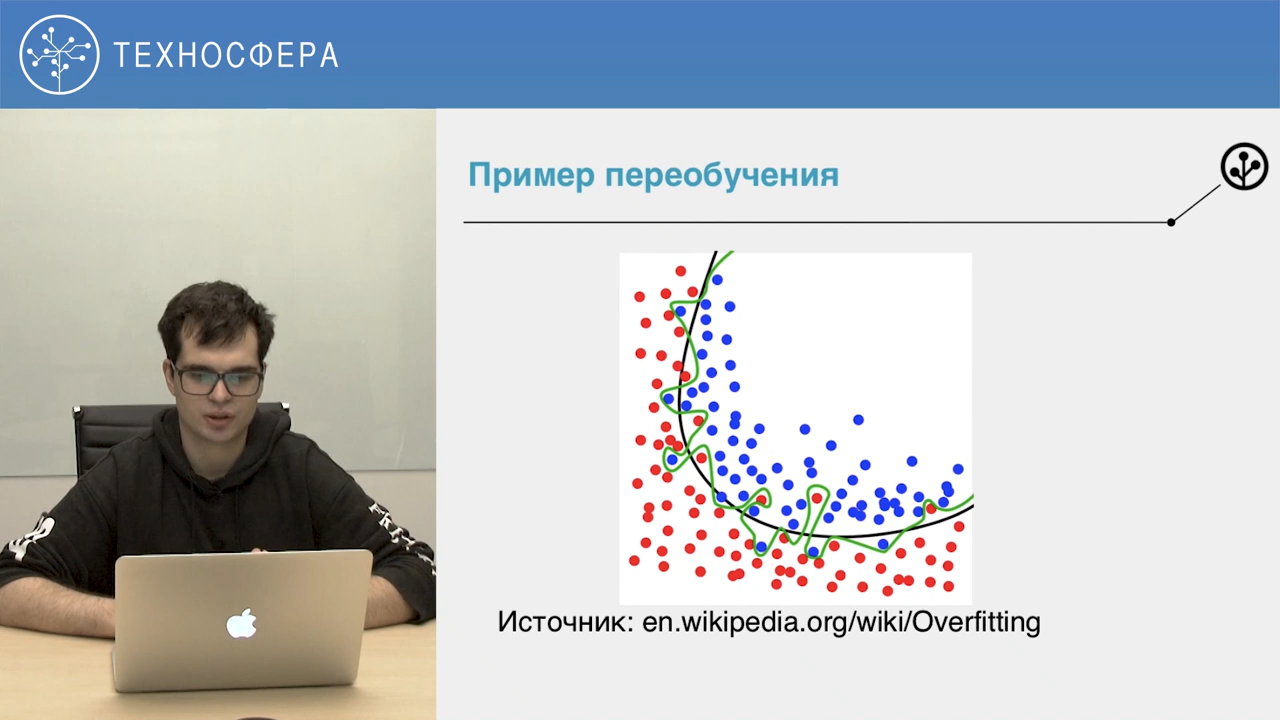 ТЕХНОСФЕРА
Пример переобучения
Источник: en.wikipedia.org/wiki/Overfitting